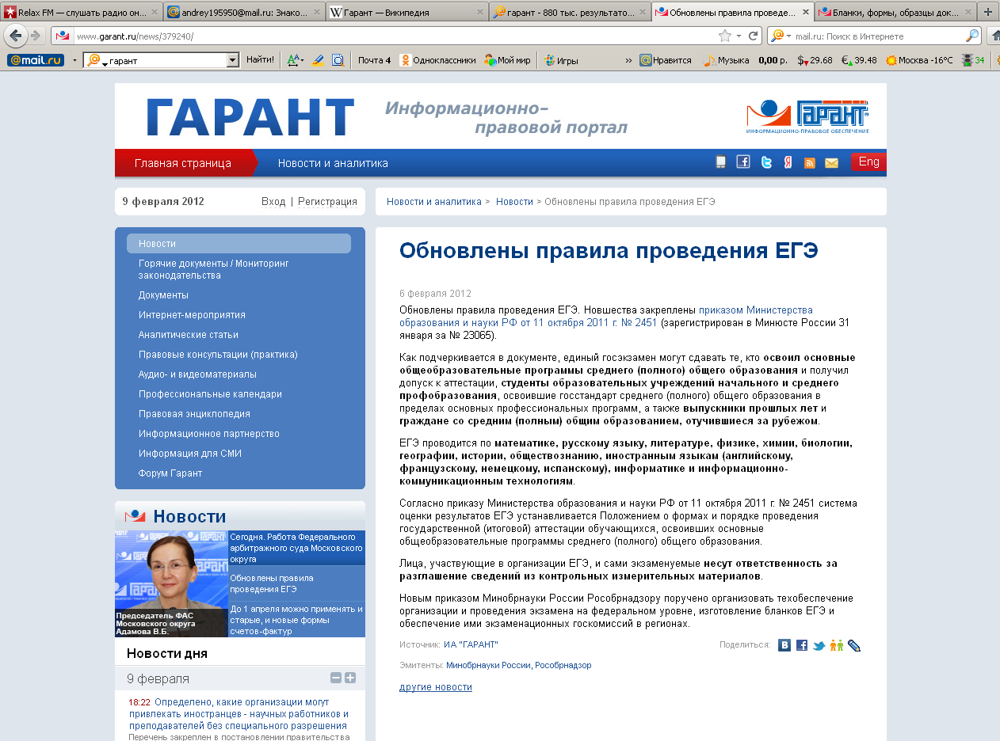 Relax FM — слушать радио он...
andrey195950@mail.ru: Знако...
Гарант — Википедия
гарант - 880 тыс. результато...
Обновлены правила проведе...
Бланки, формы, образцы док...
www.garant.ru/news/379240/
mail.ru: Поиск в Интернете
@mail.ru
гарант
Найти!
Почта 4
Одноклассники
Мой мир
Игры
»
Нравится
Музыка
0,00 р.
$ 29.68
€ 39.48
Москва -16°C
34
ГАРАНТ
Информационно-
правовой портал
Гарант
ИНФОРМАЦИОННО-ПРАВОВОЕ ОБЕСПЕЧЕНИЕ
Главная страница
Новости и аналитика
Eng
9 февраля 2012
Вход | Регистрация
Новости и аналитика > Новости > Обновлены правила проведения ЕГЭ
Новости
Горячие документы / Мониторинг
законодательства
Документы
Интернет-мероприятия
Аналитические статьи
Правовые консультации (практика)
Аудио- и видеоматериалы
Профессиональные календари
Правовая энциклопедия
Информационное партнерство
Информация для СМИ
Форум Гарант
Новости
Сегодня. Работа Федерального
арбитражного суда Московского
округа
Обновлены правила
проведения ЕГЭ
До 1 апреля можно применять и
старые, и новые формы
счетов-фактур
Председатель ФАС
Московского округа
Адамова В.Б.
Новости дня
9 февраля
18:22 Определено, какие организации могут
привлекать иностранцев - научных работников и
преподавателей без специального разрешения
Перечень закреплен в постановлении правительства
Обновлены правила проведения ЕГЭ
6 февраля 2012
Обновлены правила проведения ЕГЭ. Новшества закреплены приказом Министерства
образования и науки РФ от 11 октября 2011 г. № 2451 (зарегистрирован в Минюсте России 31
января за № 23065).
Как подчеркивается в документе, единый госэкзамен могут сдавать те, кто освоил основные
общеобразовательные программы среднего (полного) общего образования и получил
допуск к аттестации, студенты образовательных учреждений начального и среднего
профобразования, освоившие госстандарт среднего (полного) общего образования в
пределах основных профессиональных программ, а также выпускники прошлых лет и
граждане со средним (полным) общим образованием, отучившиеся за рубежом.
ЕГЭ проводится по математике, русскому языку, литературе, физике, химии, биологии,
географии, истории, обществознанию, иностранным языкам (английскому,
французскому, немецкому, испанскому), информатике и информационно-
коммуникационным технологиям.
Согласно приказу Министерства образования и науки РФ от 11 октября 2011 г. № 2451 система
оценки результатов ЕГЭ устанавливается Положением о формах и порядке проведения
государственной (итоговой) аттестации обучающихся, освоивших основные
общеобразовательные программы среднего (полного) общего образования.
Лица, участвующие в организации ЕГЭ, и сами экзаменуемые несут ответственность за
разглашение сведений из контрольных измерительных материалов.
Новым приказом Минобрнауки России Рособрнадзору поручено организовать техобеспечение
организации и проведения экзамена на федеральном уровне, изготовление бланков ЕГЭ и
обеспечение ими экзаменационных госкомиссий в регионах.
Источник: ИА "ГАРАНТ"
Поделиться:
Эмитенты: Минобрнауки России, Рособрнадзор
другие новости